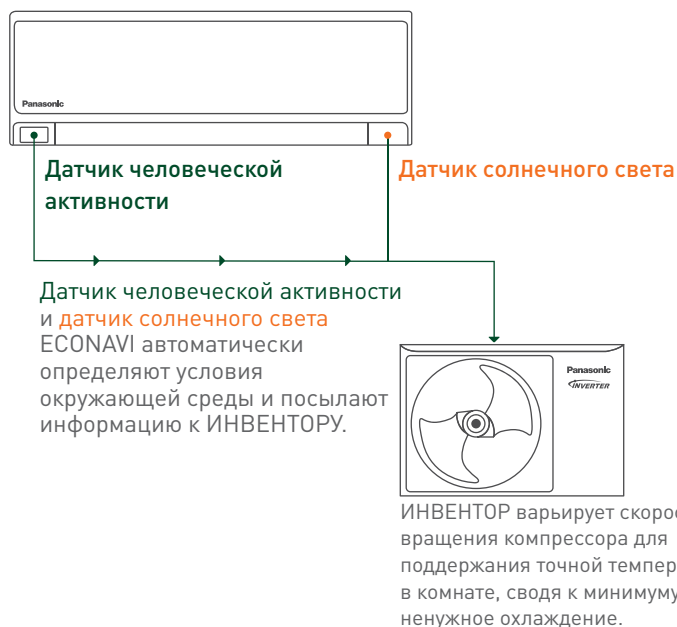 Panasonic
Датчик человеческой
активности
Датчик солнечного света
Датчик человеческой активности
и датчик солнечного света
ECONAVI автоматически
определяют условия
окружающей среды и посылают
информацию к ИНВЕНТОРУ.
Panasonic
INVERTER
ИНВЕНТОР варьирует
вращения компрессора для
поддержания точной
в комнате, сводя к минимуму
ненужное охлаждение.